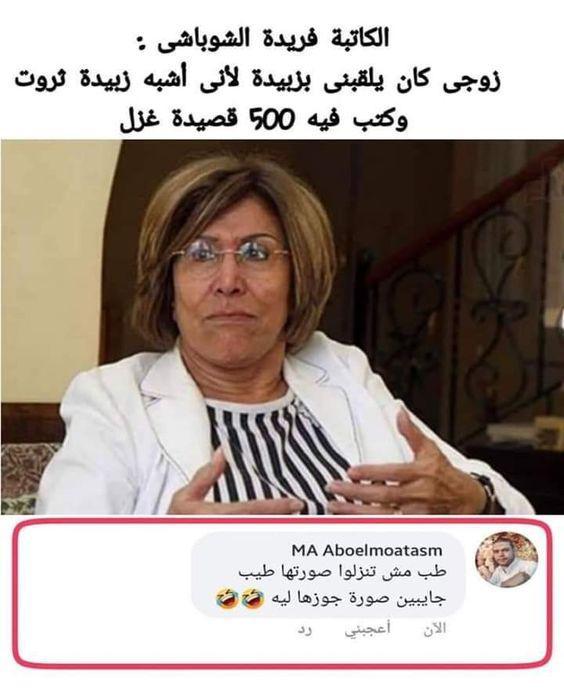 الكاتبة فريدة الشوباشى :
زوجى كان يلقبنى بزبيدة لأنى أشبه زبيدة ثروت
وكتب فيه 500 قصيدة غزل
MA Aboelmoatasm
طب مش تنزلوا صورتها طيب
جايبين صورة جوزها ليه 🤣🤣
الآن أعجبني رد